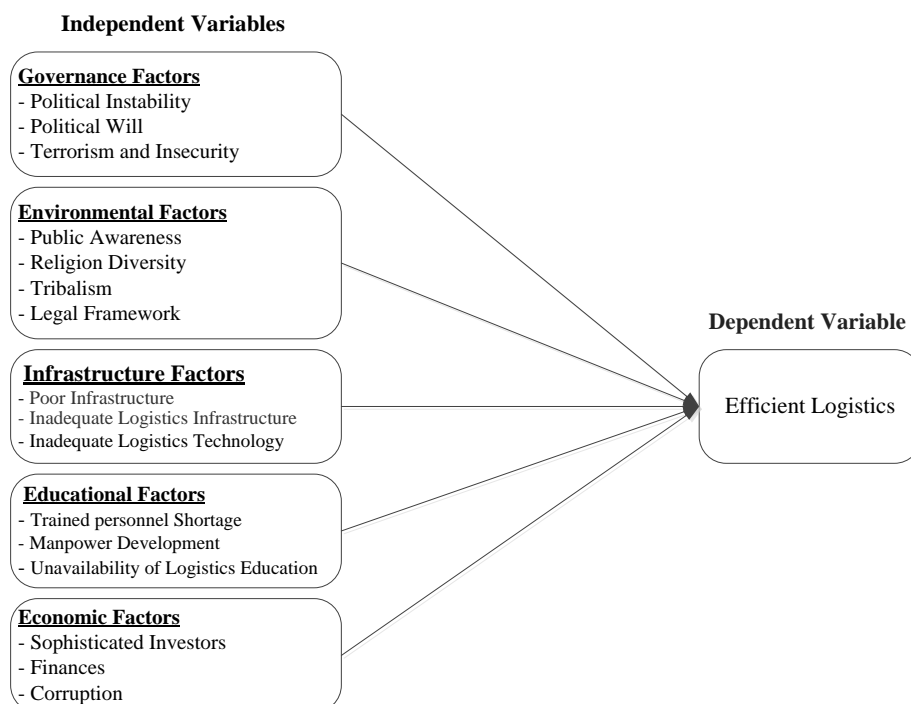 Independent Variables
Governance Factors
- Political Instability
- Political Will
- Terrorism and Insecurity
Environmental Factors
- Public Awareness
- Religion Diversity
- Tribalism
- Legal Framework
Infrastructure Factors
- Poor Infrastructure
- Inadequate Logistics Infrastructure
- Inadequate Logistics Technology
Educational Factors
- Trained personnel Shortage
- Manpower Development
- Unavailability of Logistics Education
Economic Factors
- Sophisticated Investors
- Finances
- Corruption
Dependent Variable
Efficient Logistics